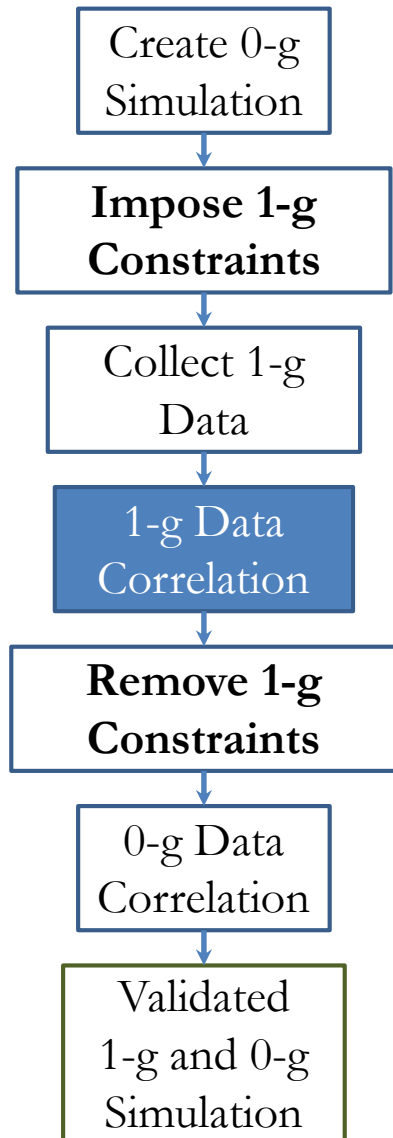 Create 0-g
Simulation
Impose 1-g
Constraints
Collect 1-g
Data
1-g Data
Correlation
Remove 1-g
Constraints
0-g Data
Correlation
Validated
1-g and 0-g
Simulation